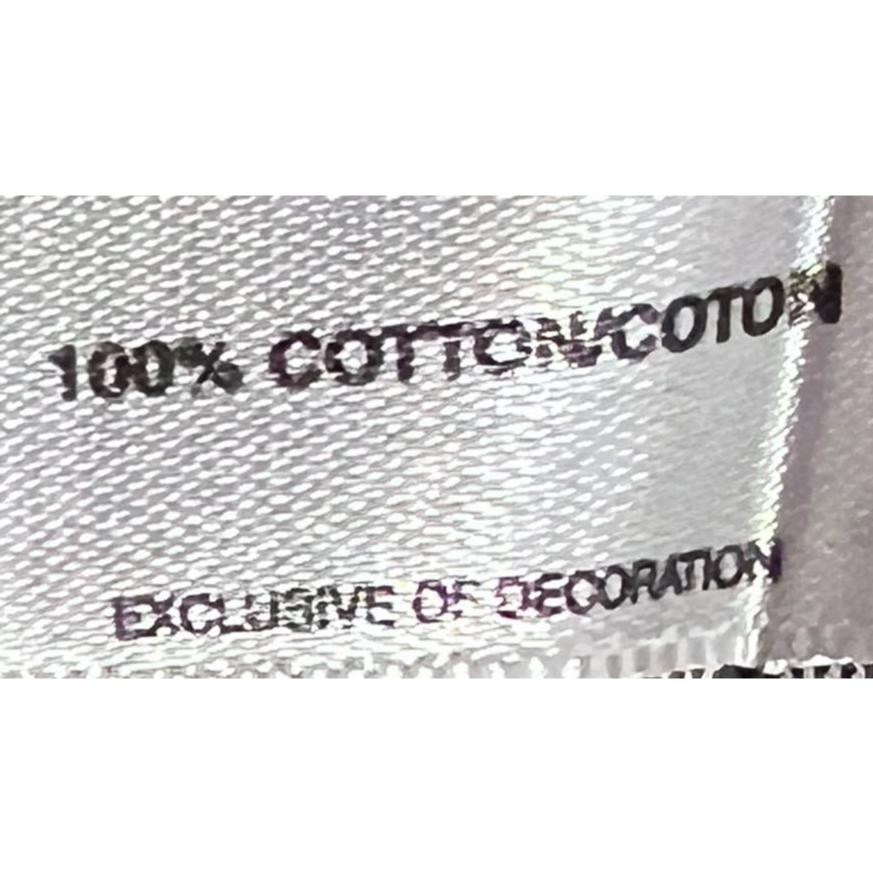 100% COTTON/COTON
EXCLUSIVE OF DECORATION